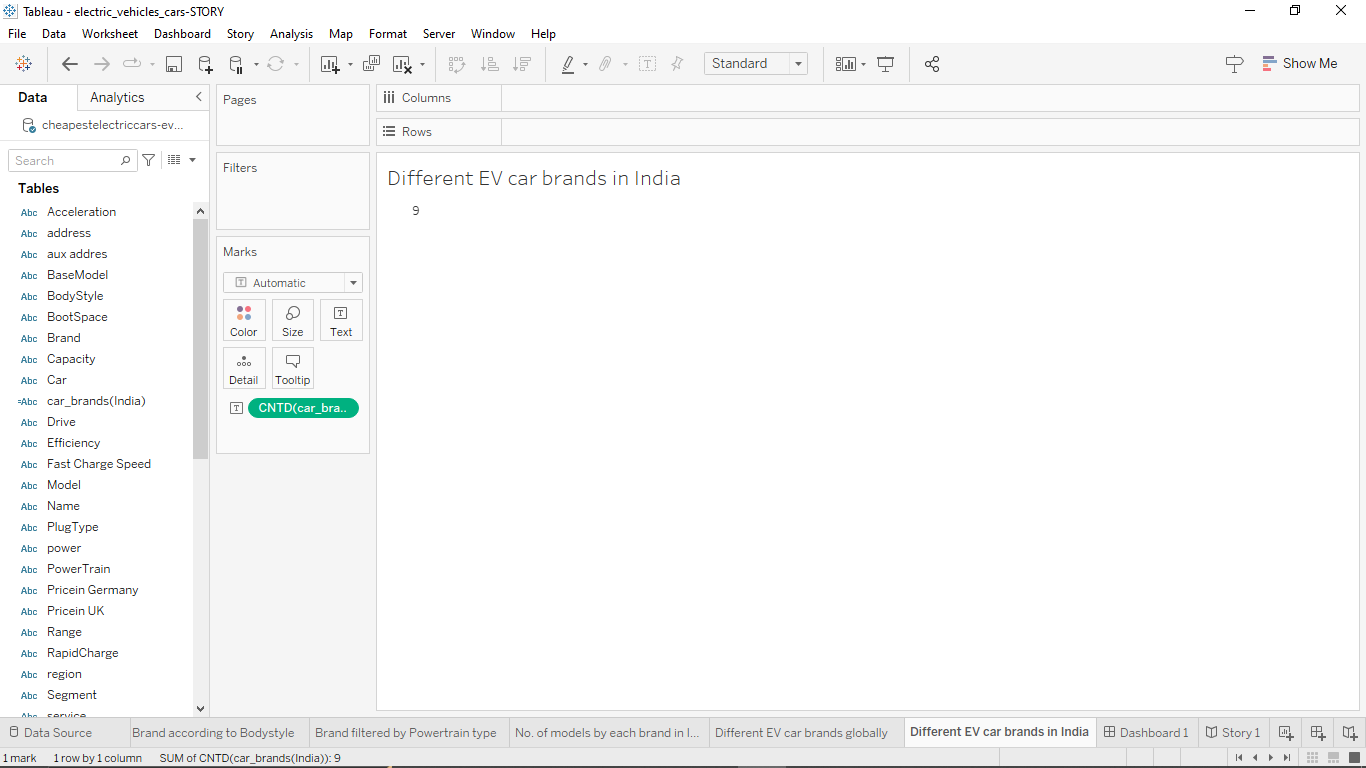 Tableau - electric_vehicles_cars-STORY
File Data Worksheet Dashboard Story Analysis Map Format Server Window Help
Standard
Show Me
Data
Analytics
cheapestelectriccars-ev...
Search
Tables
Abc Acceleration
Abc address
Abc aux addres
Abc BaseModel
Abc BodyStyle
Abc BootSpace
Abc Brand
Abc Capacity
Abc Car
=Abc car_brands(India)
Abc Drive
Abc Efficiency
Abc Fast Charge Speed
Abc Model
Abc Name
Abc PlugType
Abc power
Abc PowerTrain
Abc Pricein Germany
Abc Pricein UK
Abc Range
Abc RapidCharge
Abc region
Abc Segment
Abc service
Pages
Filters
Marks
T Automatic
Color Size
T Text
Detail Tooltip
T CNTD(car_bra..
Columns
Rows
Different EV car brands in India
9
Data Source
Brand according to Bodystyle
Brand filtered by Powertrain type
No. of models by each brand in I...
Different EV car brands globally
Different EV car brands in India
Dashboard 1
Story 1
1 mark 1 row by 1 column SUM of CNTD(car_brands(India)): 9